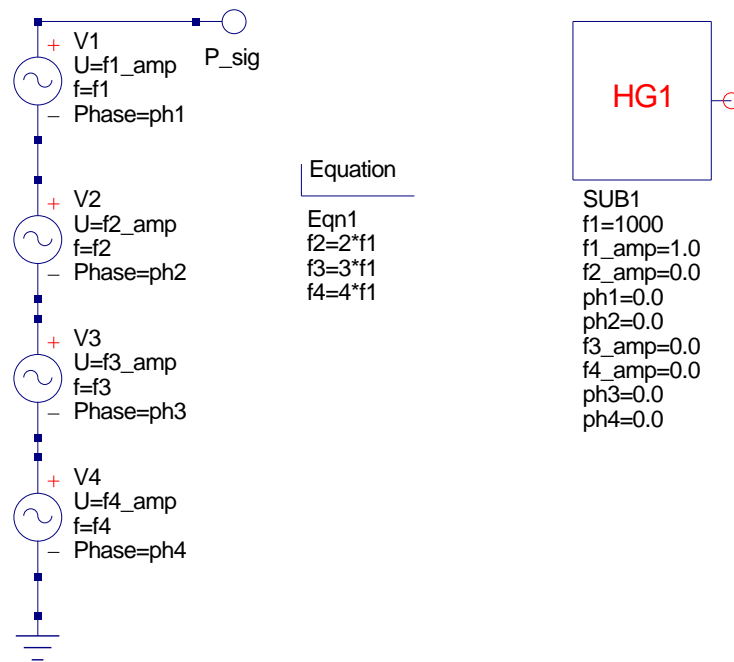 + V1
U=f1_amp
f=f1
− Phase=ph1
P_sig
+ V2
U=f2_amp
f=f2
− Phase=ph2
+ V3
U=f3_amp
f=f3
− Phase=ph3
+ V4
U=f4_amp
f=f4
− Phase=ph4
Equation
Eqn1
f2=2*f1
f3=3*f1
f4=4*f1
HG1
SUB1
f1=1000
f1_amp=1.0
f2_amp=0.0
ph1=0.0
ph2=0.0
f3_amp=0.0
f4_amp=0.0
ph3=0.0
ph4=0.0